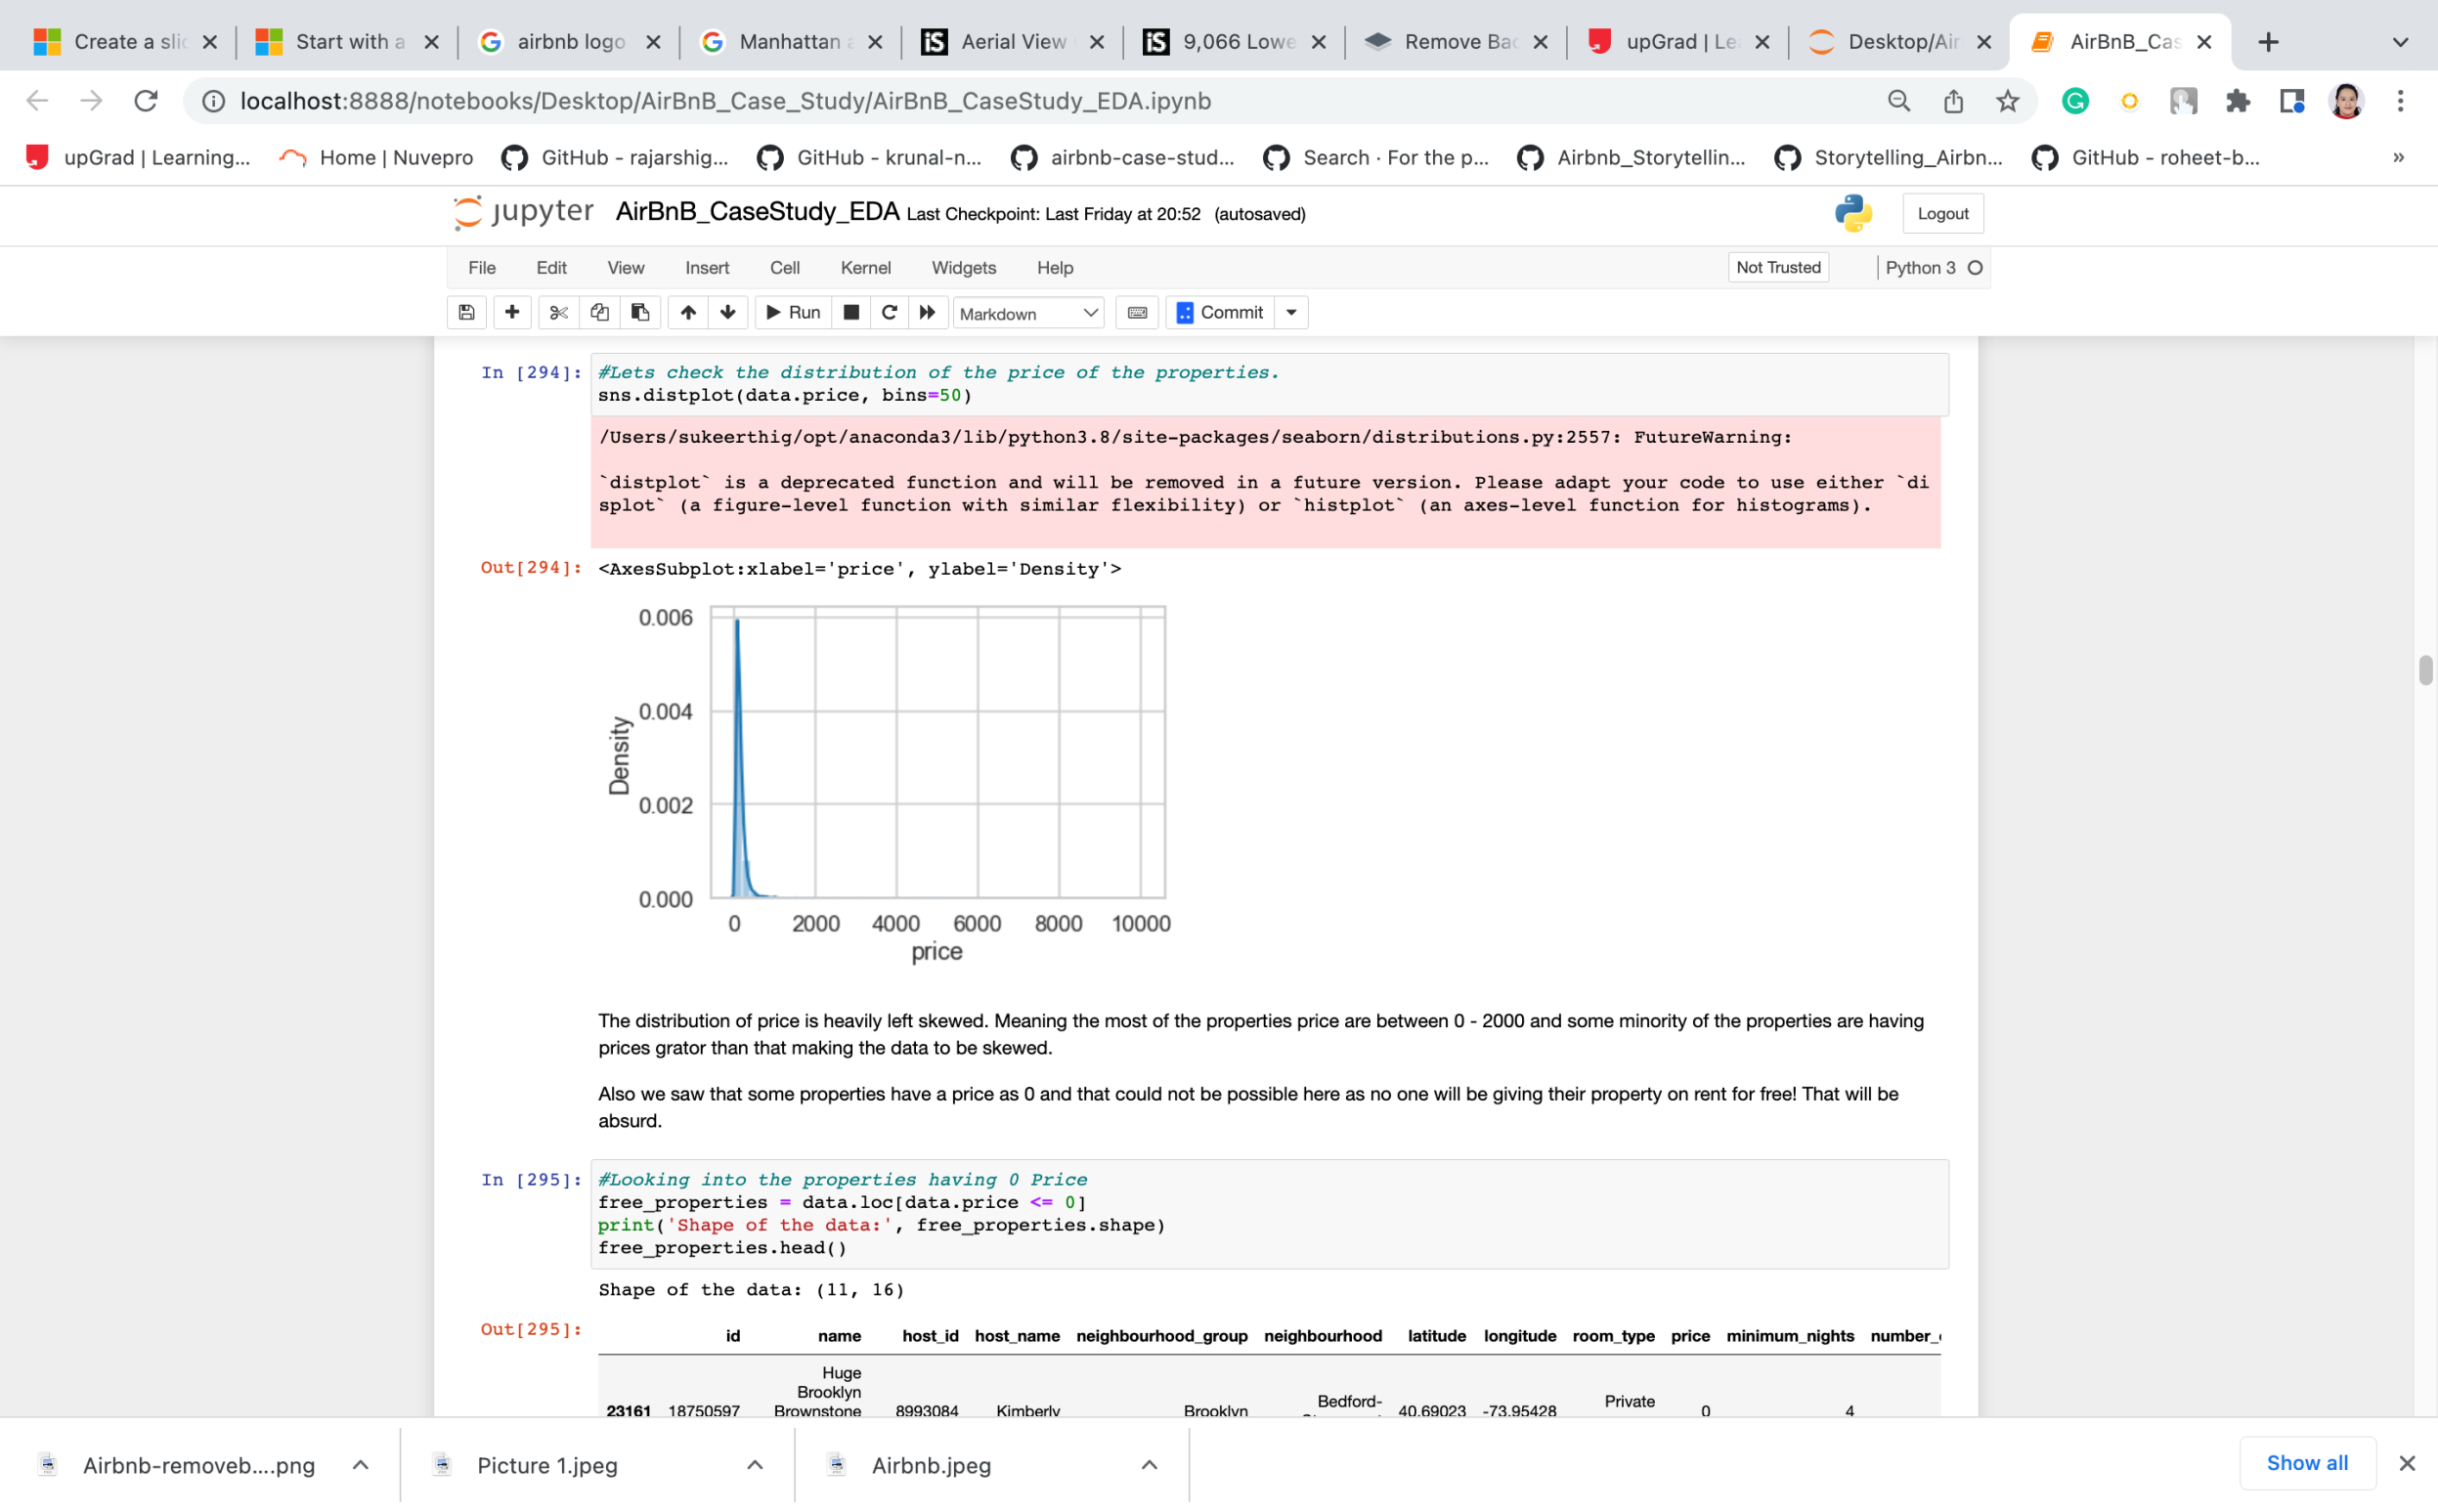 Create a slic
Start with a
airbnb logo
Manhattan a
Aerial View
9,066 Lowe
Remove Bac
upGrad | Le
Desktop/Air
AirBnB_Cas
localhost:8888/notebooks/Desktop/AirBnB_Case_Study/AirBnB_CaseStudy_EDA.ipynb
upGrad | Learning...
Home | Nuvepro
GitHub - rajarshig...
GitHub - krunal-n...
airbnb-case-stud...
Search · For the p...
Airbnb_Storytellin...
Storytelling_Airbn...
GitHub - roheet-b...
»
jupyter AirBnB_CaseStudy_EDA Last Checkpoint: Last Friday at 20:52 (autosaved)
Logout
File Edit View Insert Cell Kernel Widgets Help
Not Trusted
Python 3
Run
Markdown
Commit
In [294]: #Lets check the distribution of the price of the properties.
sns.distplot(data.price, bins=50)
/Users/sukeerthig/opt/anaconda3/lib/python3.8/site-packages/seaborn/distributions.py:2557: FutureWarning:
`distplot` is a deprecated function and will be removed in a future version. Please adapt your code to use either `di
splot` (a figure-level function with similar flexibility) or `histplot` (an axes-level function for histograms).
Out[294]: <AxesSubplot:xlabel='price', ylabel='Density'>
0.006
0.004
0.002
0.000
Density
0 2000 4000 6000 8000 10000
price
The distribution of price is heavily left skewed. Meaning the most of the properties price are between 0 - 2000 and some minority of the properties are having
prices grator than that making the data to be skewed.
Also we saw that some properties have a price as 0 and that could not be possible here as no one will be giving their property on rent for free! That will be
absurd.
In [295]: #Looking into the properties having 0 Price
free_properties = data.loc[data.price <= 0]
print('Shape of the data:', free_properties.shape)
free_properties.head()
Shape of the data: (11, 16)
Out[295]:
id name host_id host_name neighbourhood_group neighbourhood latitude longitude room_type price minimum_nights number_
Huge
Brooklyn
Bedford-
Private
23161 18750597 Brownstone 8993084 Kimberly Brooklyn 40.69023 -73.95428 0 4
Airbnb-removeb....png
Picture 1.jpeg
Airbnb.jpeg
Show all